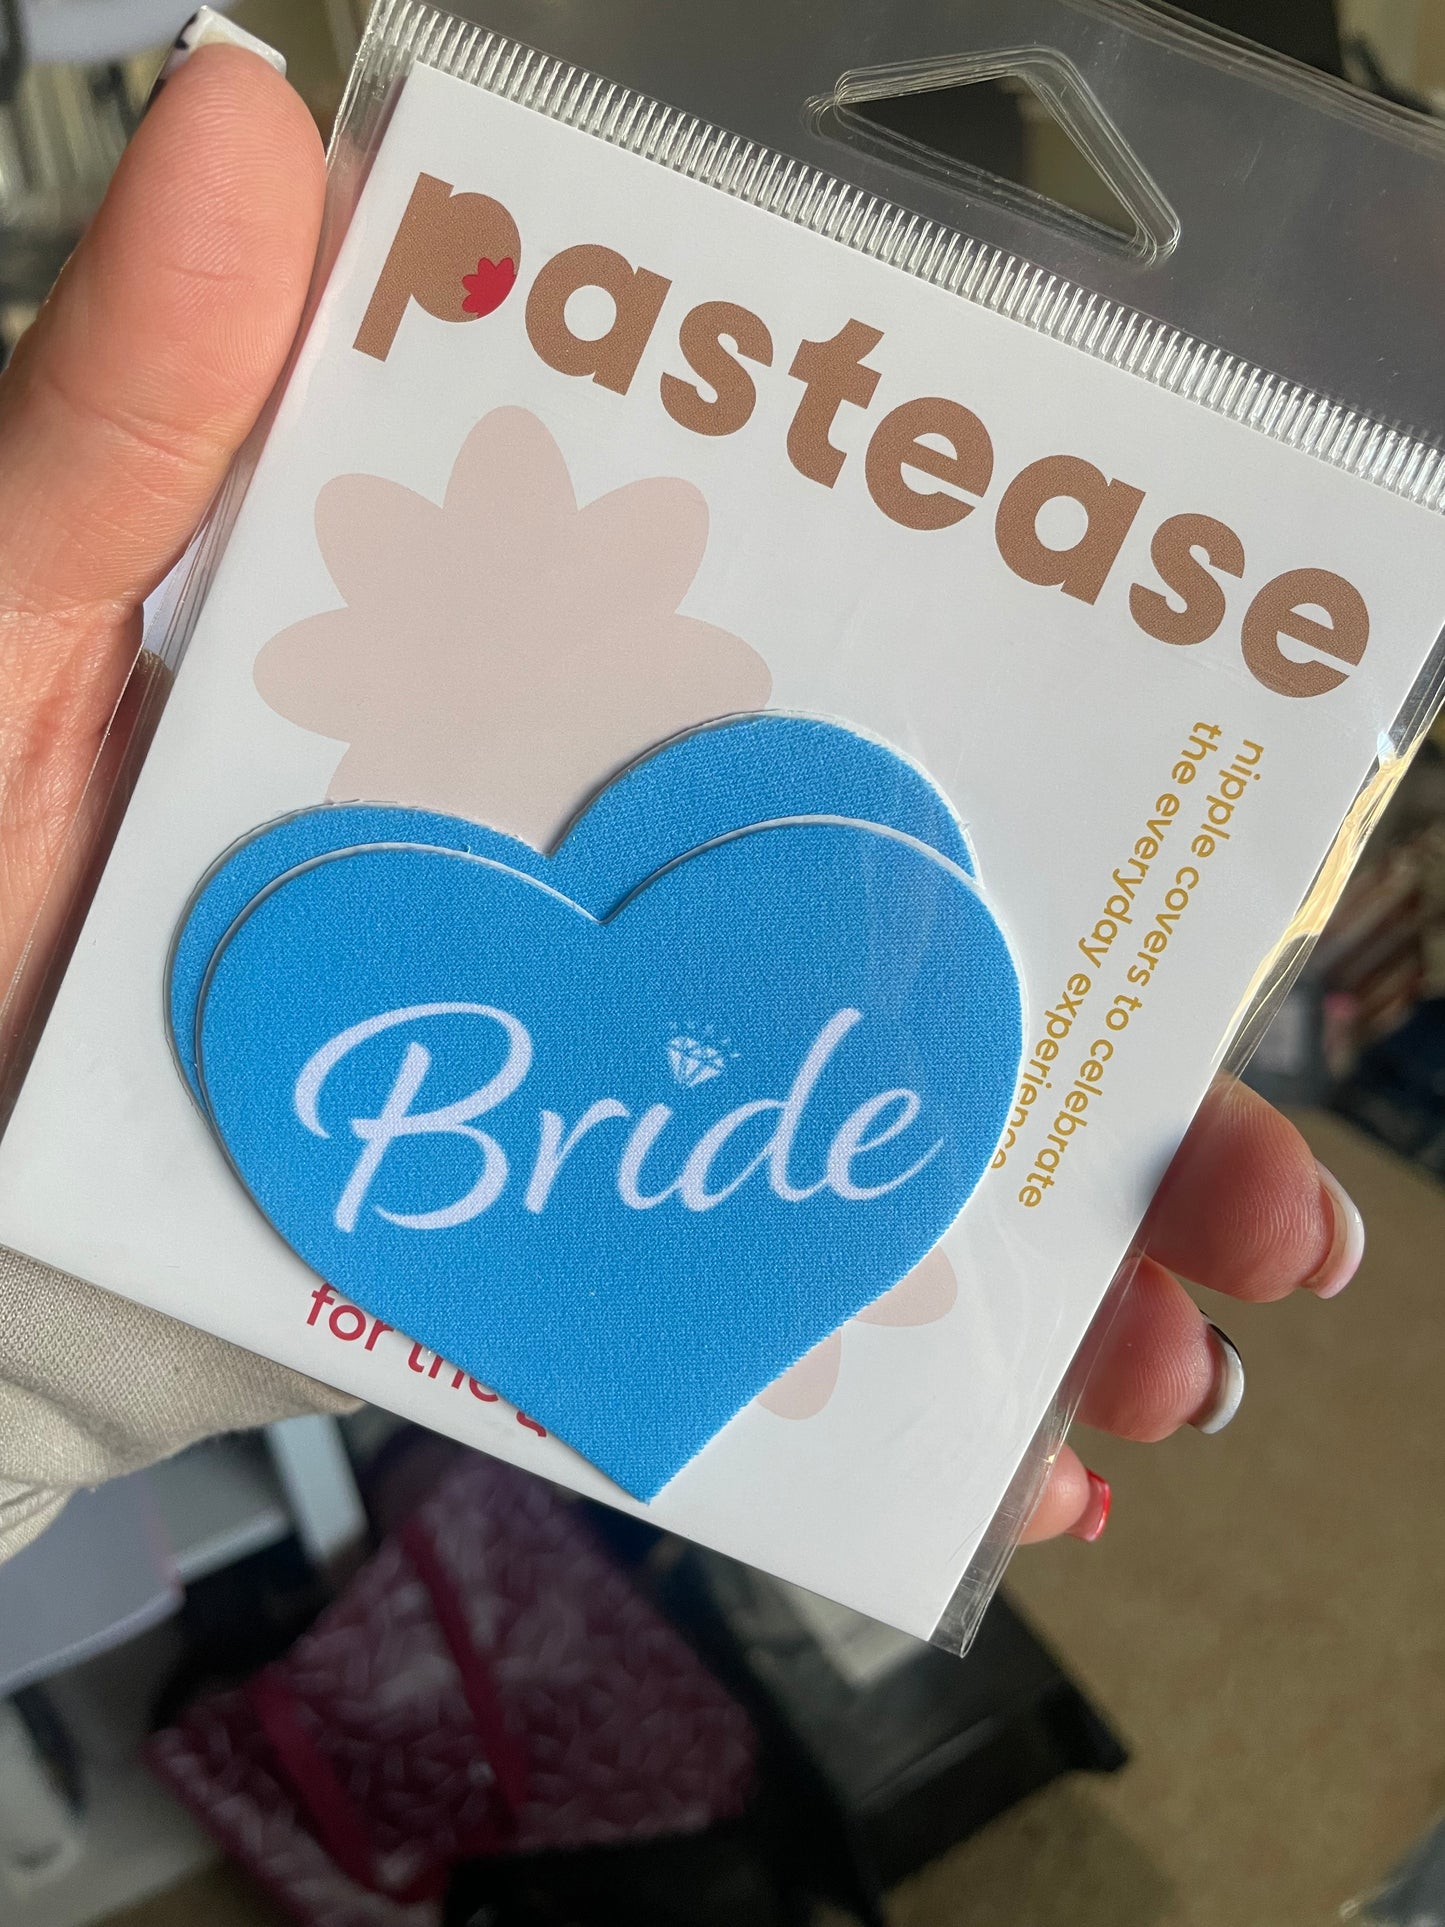 pastease
nipple covers to celebrate
the everyday experience
Bride
for the